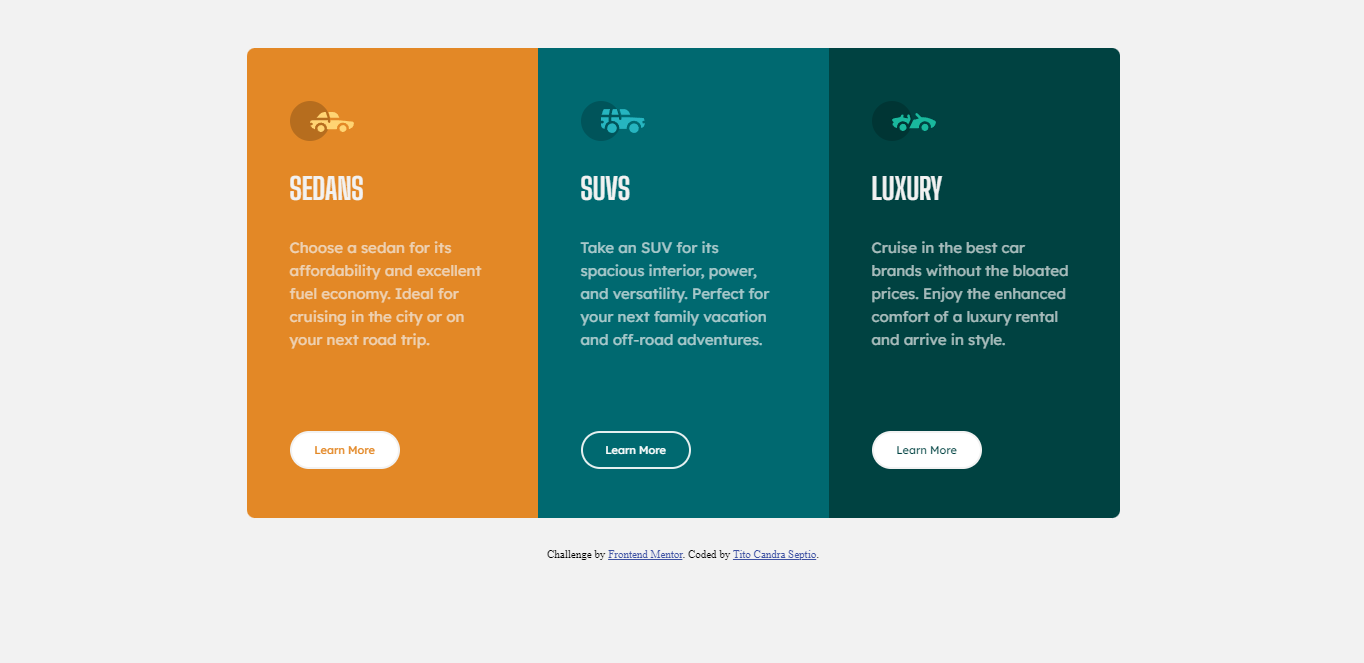 SEDANS
Choose a sedan for its
affordability and excellent
fuel economy. Ideal for
cruising in the city or on
your next road trip.
Learn More
SUVS
Take an SUV for its
spacious interior, power,
and versatility. Perfect for
your next family vacation
and off-road adventures.
Learn More
LUXURY
Cruise in the best car
brands without the bloated
prices. Enjoy the enhanced
comfort of a luxury rental
and arrive in style.
Learn More
Challenge by Frontend Mentor. Coded by Tito Candra Septio.